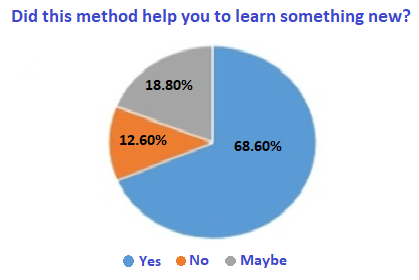 Did this method help you to learn something new?
18.80%
12.60%
68.60%
Yes No Maybe